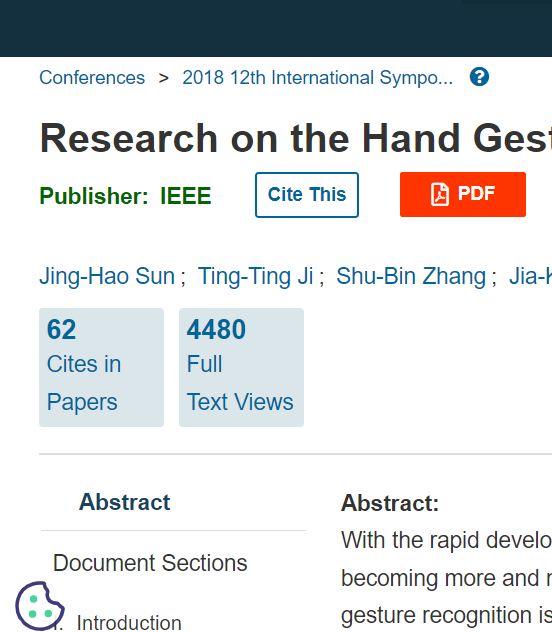 Conferences > 2018 12th International Sympo... ?
Research on the Hand Gest
Publisher: IEEE Cite This PDF
Jing-Hao Sun ; Ting-Ting Ji ; Shu-Bin Zhang ; Jia-K
62 4480
Cites in Full
Papers Text Views
Abstract Abstract:
With the rapid develo
Document Sections
becoming more and m
I. Introduction gesture recognition is